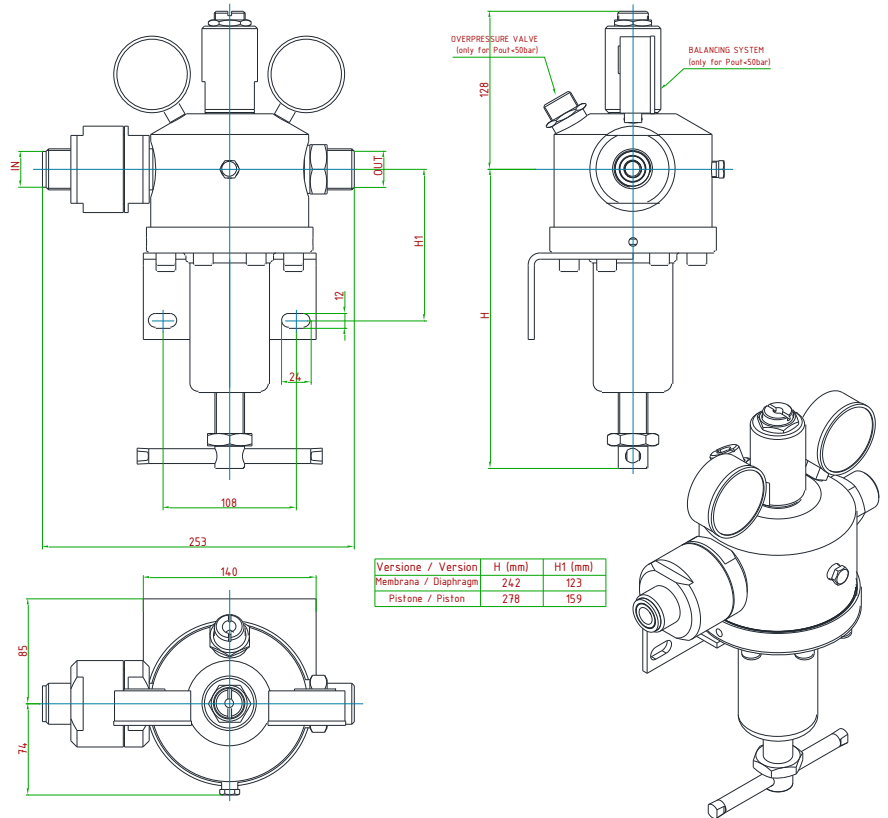 OVERPRESSURE VALVE
(only for Pout=50bar)
BALANCING SYSTEM
(only for Pout=50bar)
128
IN
OUT
H1
H
12
24
108
253
140
85
74
Versione / Version H (mm) H1 (mm)
Membrana / Diaphragm 242 123
Pistone / Piston 278 159